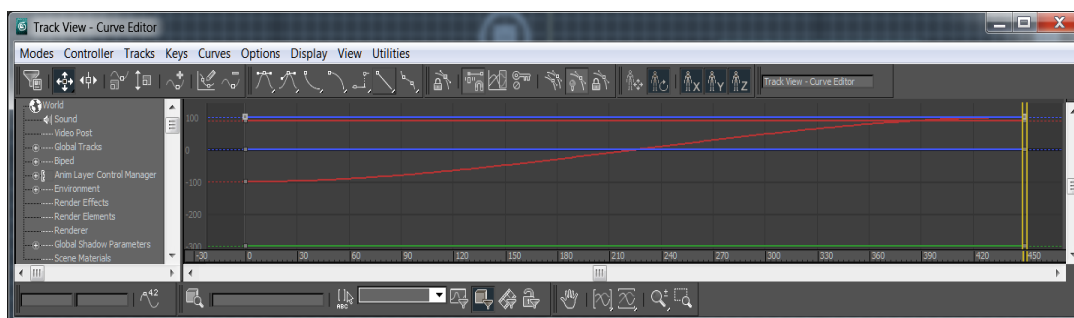 Track View - Curve Editor
Modes Controller Tracks Keys Curves Options Display View Utilities
X Y Z Track View - Curve Editor
World
Sound
Video Post
Global Tracks
Biped
Anim Layer Control Manager
Environment
Render Effects
Render Elements
Renderer
Global Shadow Parameters
Scene Materials
100
0
-100
-200
-300
-30 0 30 60 90 120 150 180 210 240 270 300 330 360 390 420 450
4.2
ABC